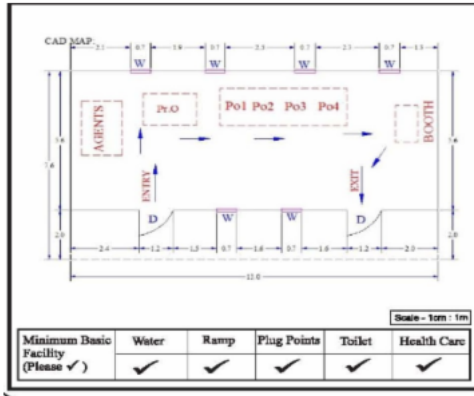 CAD MAP:
2.1 0.7 1.8 0.7 2.3 0.7 2.3 0.7 1.3
W W W W
AGENTS
Pr.O
Po1 Po2 Po3 Po4
BOOTH
ENTRY
EXIT
7.6
5.6
5.6
2.0
2.0
D W W D
2.4 1.2 1.5 0.7 1.6 0.7 1.6 1.2 2.0
12.0
Scale - 1cm : 1m
Minimum Basic Facility (Please ✓) Water Ramp Plug Points Toilet Health Care
✓ ✓ ✓ ✓ ✓